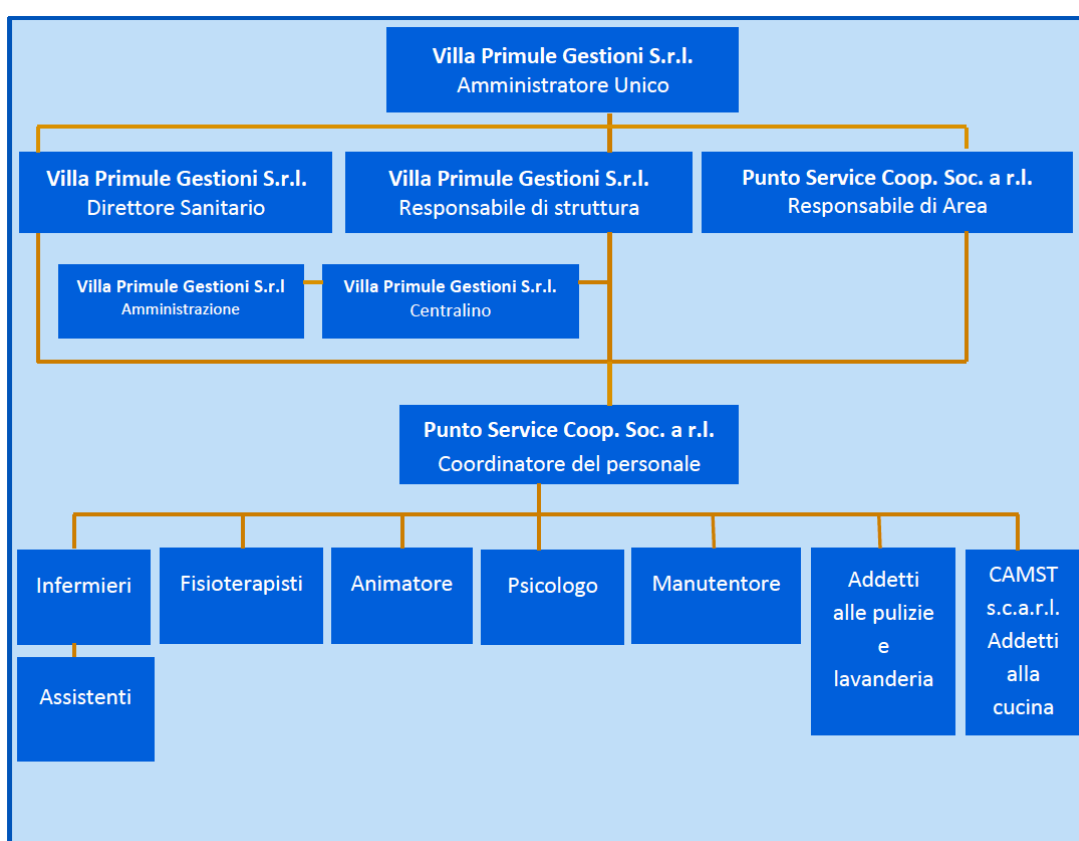 Villa Primule Gestioni S.r.l.
Amministratore Unico
Villa Primule Gestioni S.r.l.
Direttore Sanitario
Villa Primule Gestioni S.r.l.
Responsabile di struttura
Punto Service Coop. Soc. a r.l.
Responsabile di Area
Villa Primule Gestioni S.r.l
Amministrazione
Villa Primule Gestioni S.r.l.
Centralino
Punto Service Coop. Soc. a r.l.
Coordinatore del personale
Infermieri
Fisioterapisti
Animatore
Psicologo
Manutentore
Addetti
alle pulizie
e
lavanderia
CAMST
s.c.a.r.l.
Addetti
alla
cucina
Assistenti